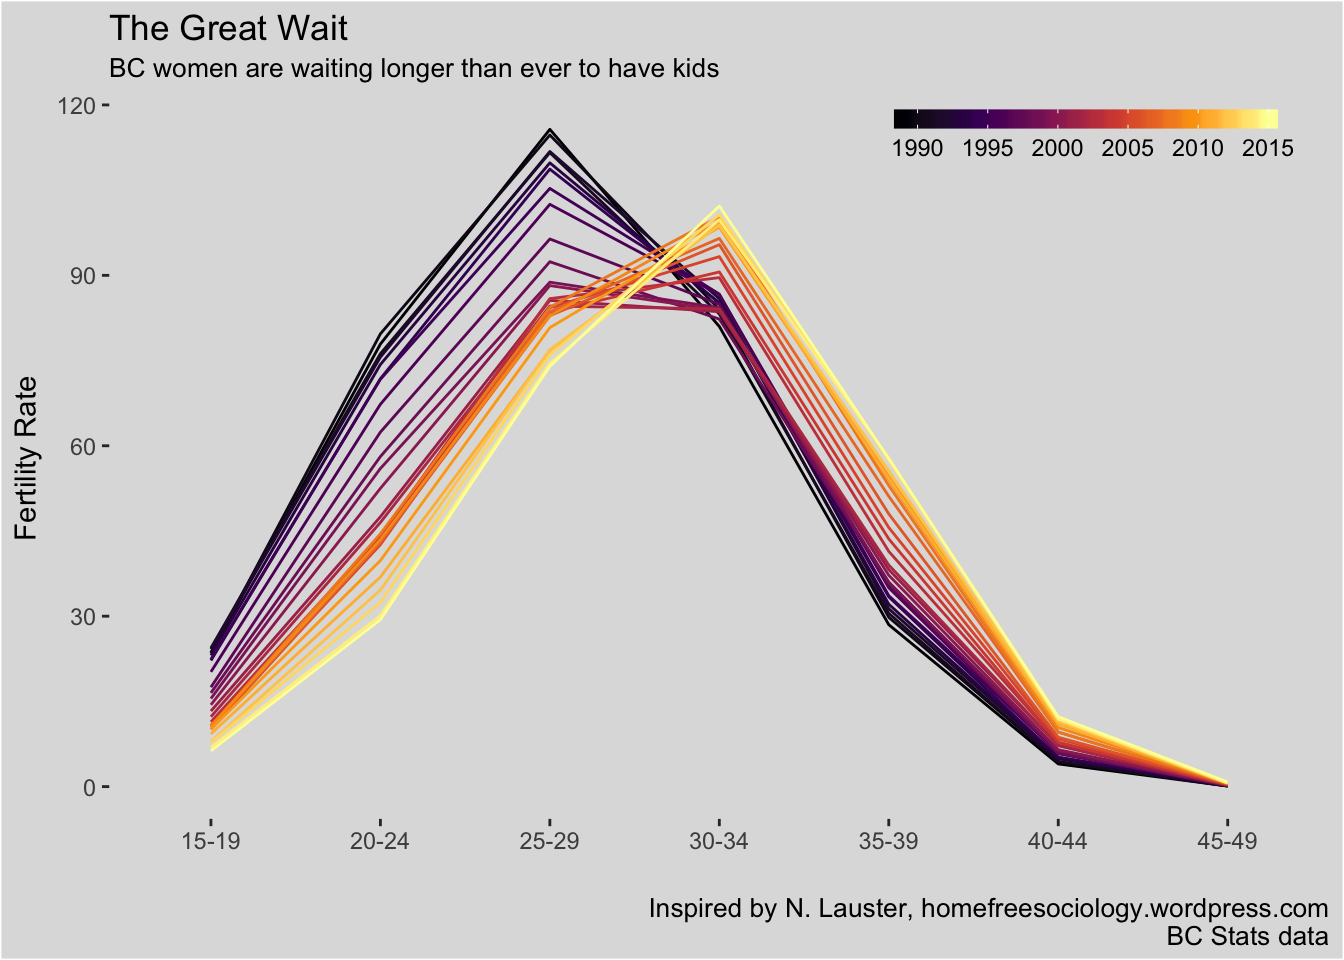 The Great Wait
BC women are waiting longer than ever to have kids
120
90
60
30
0
Fertility Rate
1990 1995 2000 2005 2010 2015
15-19 20-24 25-29 30-34 35-39 40-44 45-49
Inspired by N. Lauster, homefreesociology.wordpress.com
BC Stats data